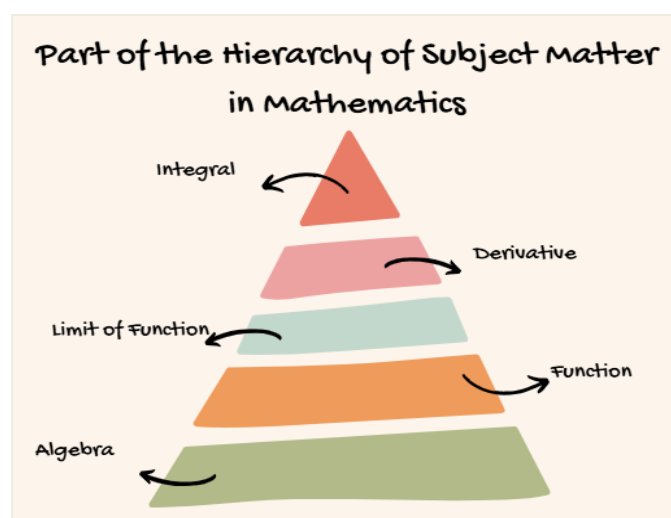 Part of the Hierarchy of Subject Matter
in Mathematics
Integral
Derivative
Limit of Function
Function
Algebra